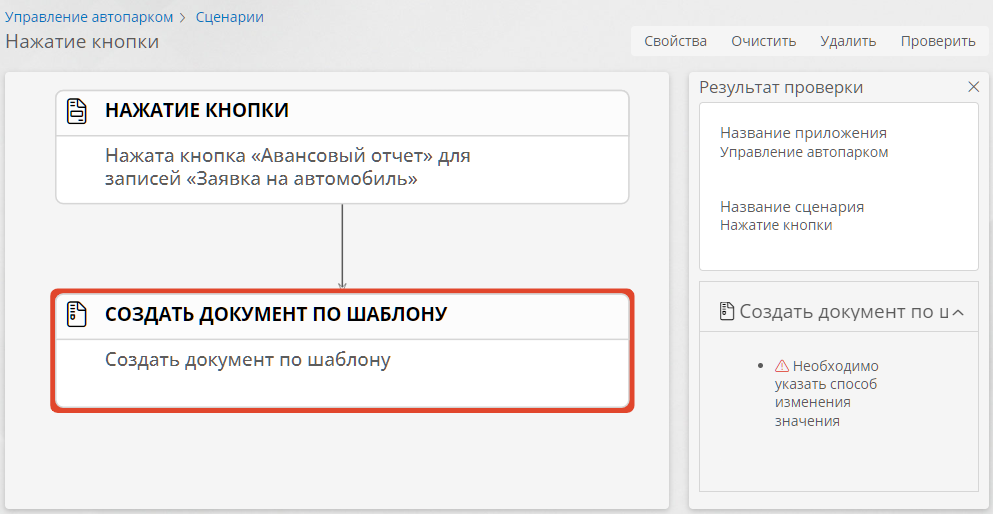 Управление автопарком > Сценарии
Нажатие кнопки
Свойства Очистить Удалить Проверить
НАЖАТИЕ КНОПКИ
Нажата кнопка «Авансовый отчет» для
записей «Заявка на автомобиль»
СОЗДАТЬ ДОКУМЕНТ ПО ШАБЛОНУ
Создать документ по шаблону
Результат проверки
Название приложения
Управление автопарком
Название сценария
Нажатие кнопки
Создать документ по ш
• Необходимо
указать способ
изменения
значения